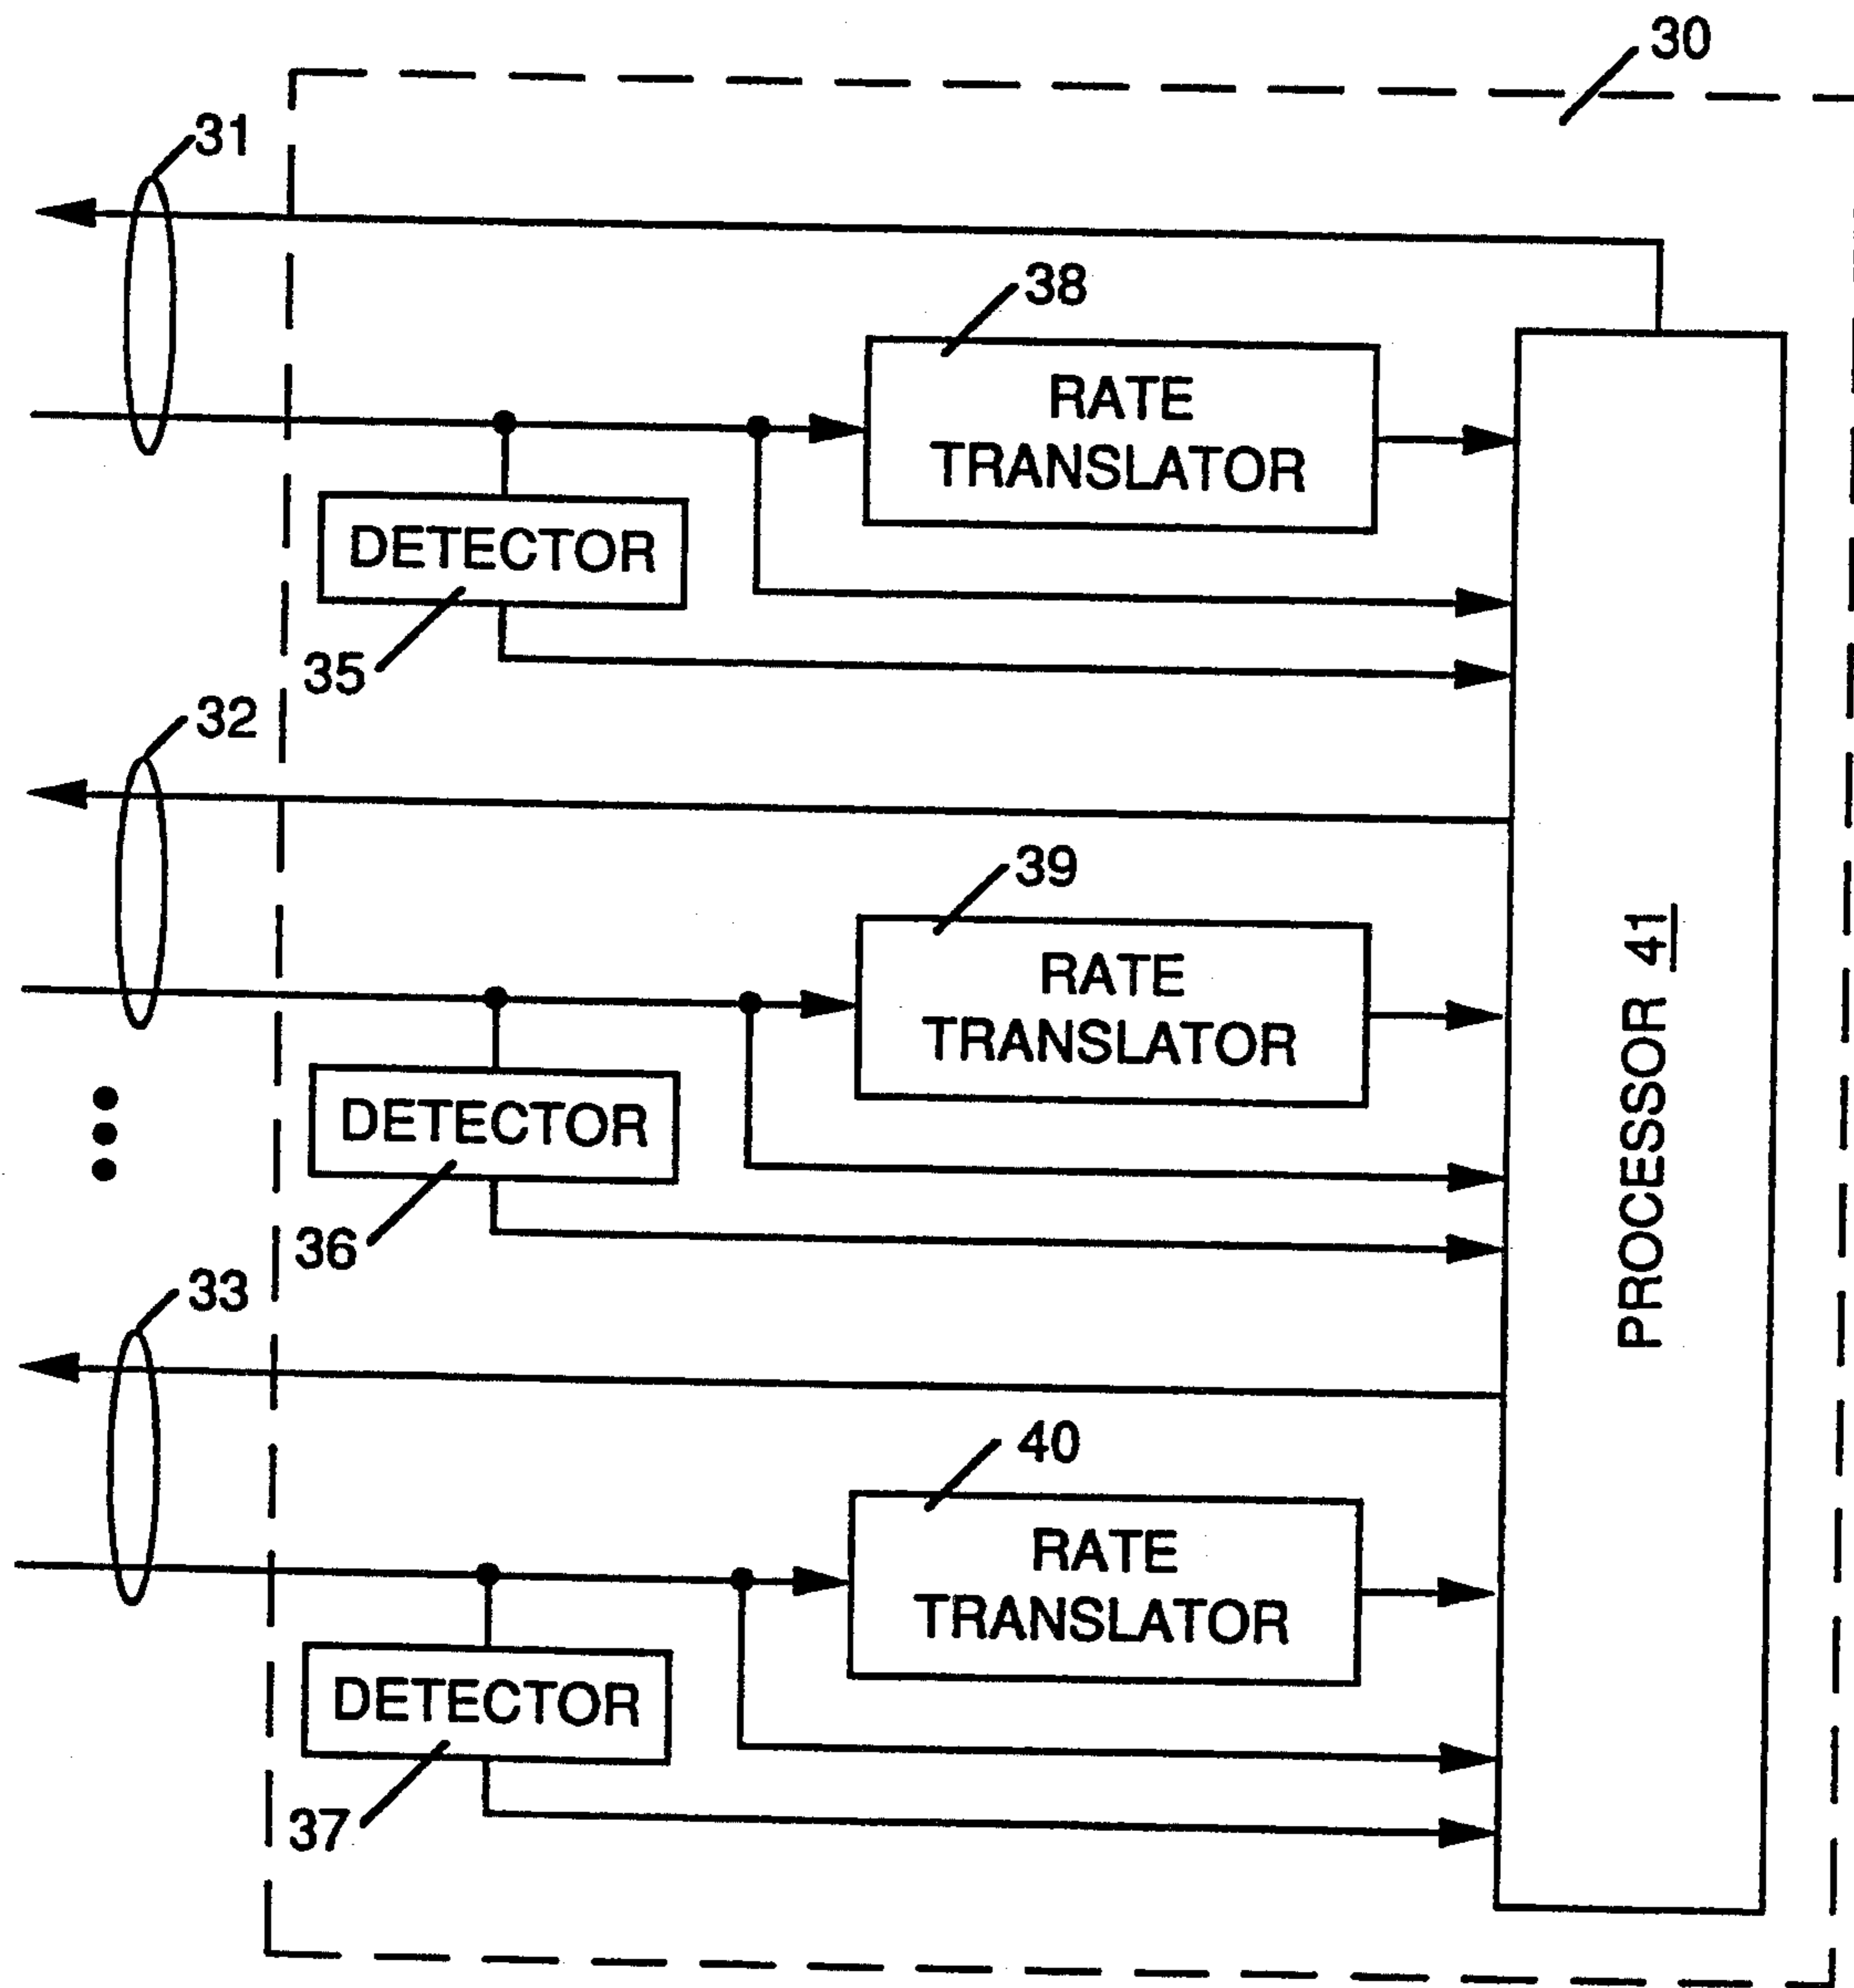 30
31
38
RATE
TRANSLATOR
DETECTOR
35
32
39
RATE
TRANSLATOR
DETECTOR
36
PROCESSOR 41
33
40
RATE
TRANSLATOR
DETECTOR
37